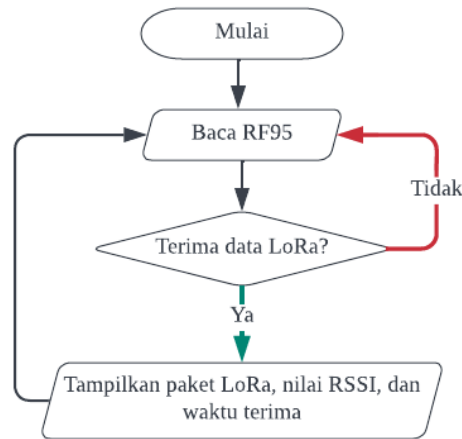 Mulai
Baca RF95
Terima data LoRa?
Tidak
Ya
Tampilkan paket LoRa, nilai RSSI, dan
waktu terima